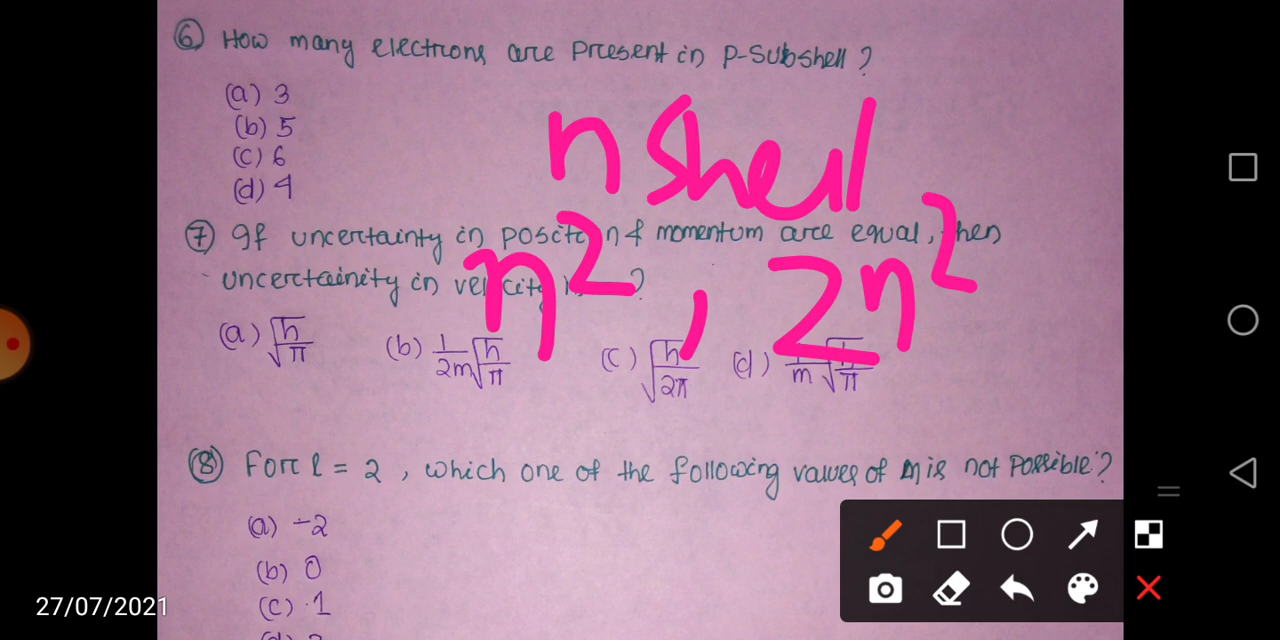 ⑥ How many electrons are present in p-subshell?
(a) 3
(b) 5
(c) 6
(d) 4
n shell
⑦ If uncertainty in position & momentum are equal, then
uncertainity in velocity is ?
n², 2n²
(a) √h/π (b) 1/2m √h/π (c) √h/2π (d) 1/m √h/π
⑧ For l = 2, which one of the following values of m is not possible?
(a) -2
(b) 0
(c) 1
27/07/2021